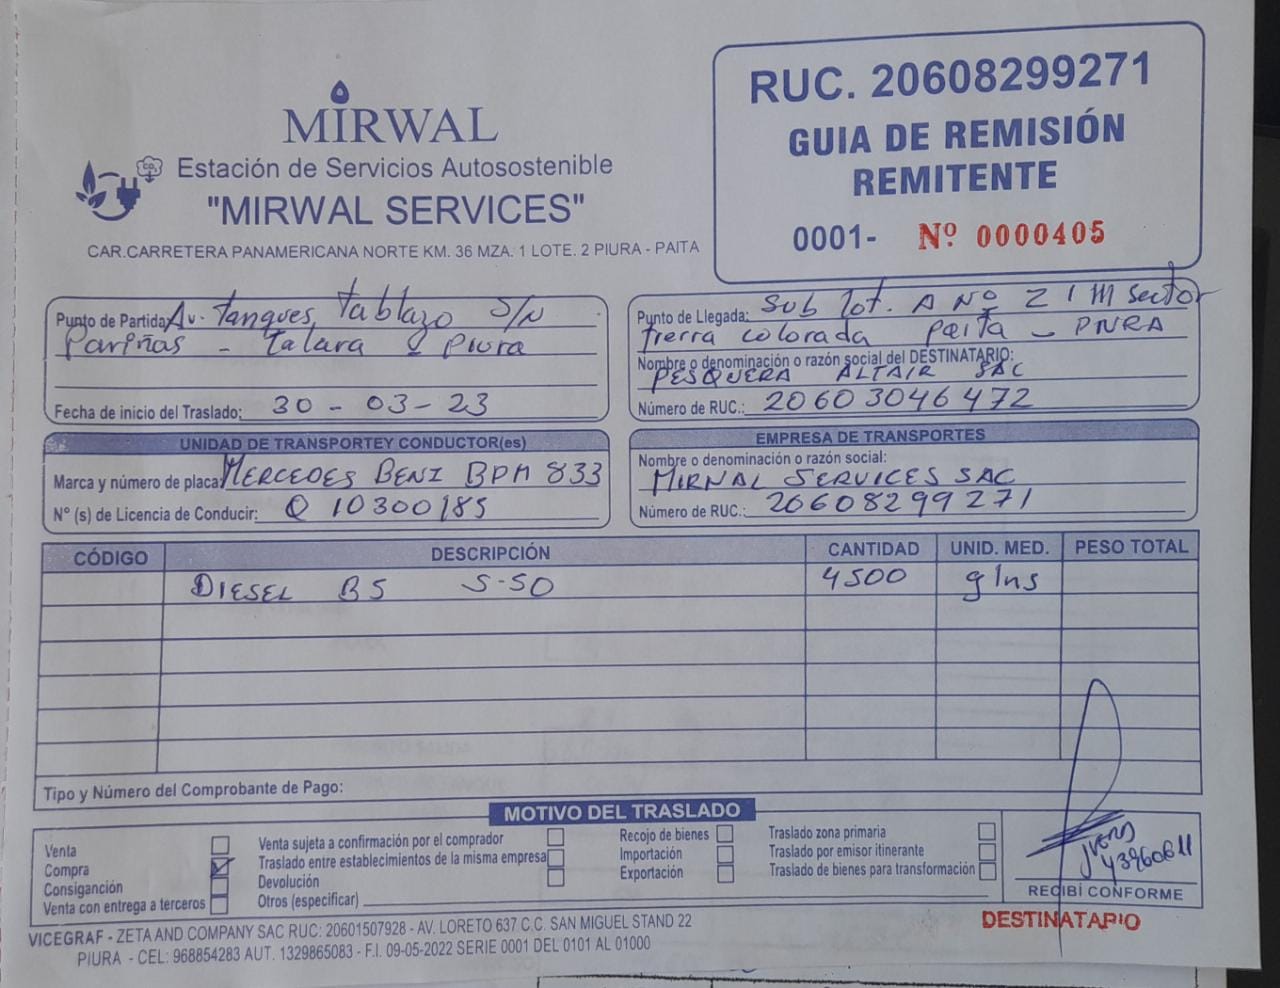 MIRWAL
Estación de Servicios Autosostenible
"MIRWAL SERVICES"
CAR.CARRETERA PANAMERICANA NORTE KM. 36 MZA. 1 LOTE. 2 PIURA - PAITA
RUC. 20608299271
GUIA DE REMISIÓN
REMITENTE
0001- Nº 0000405
Punto de Partida: Av. Tanques Tablazo S/N
Pariñas - Talara Piura
Fecha de inicio del Traslado: 30 - 03 - 23
Punto de Llegada: Sub lot. A Nº 2 I M Sector
tierra colorada paita - PIURA
Nombre o denominación o razón social del DESTINATARIO:
PESQUERA ALTAIR SAC
Número de RUC.: 20603046472
UNIDAD DE TRANSPORTEY CONDUCTOR(es)
Marca y número de placa: MERCEDES BENZ BPM 833
N° (s) de Licencia de Conducir: Q 10300185
EMPRESA DE TRANSPORTES
Nombre o denominación o razón social:
MIRWAL SERVICES SAC
Número de RUC.: 20608299271
CÓDIGO DESCRIPCIÓN CANTIDAD UNID. MED. PESO TOTAL
DIESEL B5 S-50 4500 glns
Tipo y Número del Comprobante de Pago:
MOTIVO DEL TRASLADO
Venta
Compra
Consigancición
Venta con entrega a terceros
Venta sujeta a confirmación por el comprador
Traslado entre establecimientos de la misma empresa
Devolución
Otros (especificar)
Recojo de bienes
Importación
Exportación
Traslado zona primaria
Traslado por emisor itinerante
Traslado de bienes para transformación
43960611
RECIBÍ CONFORME
DESTINATARIO
VICEGRAF - ZETA AND COMPANY SAC RUC: 20601507928 - AV. LORETO 637 C.C. SAN MIGUEL STAND 22
PIURA - CEL: 968854283 AUT. 1329865083 - F.I. 09-05-2022 SERIE 0001 DEL 0101 AL 01000